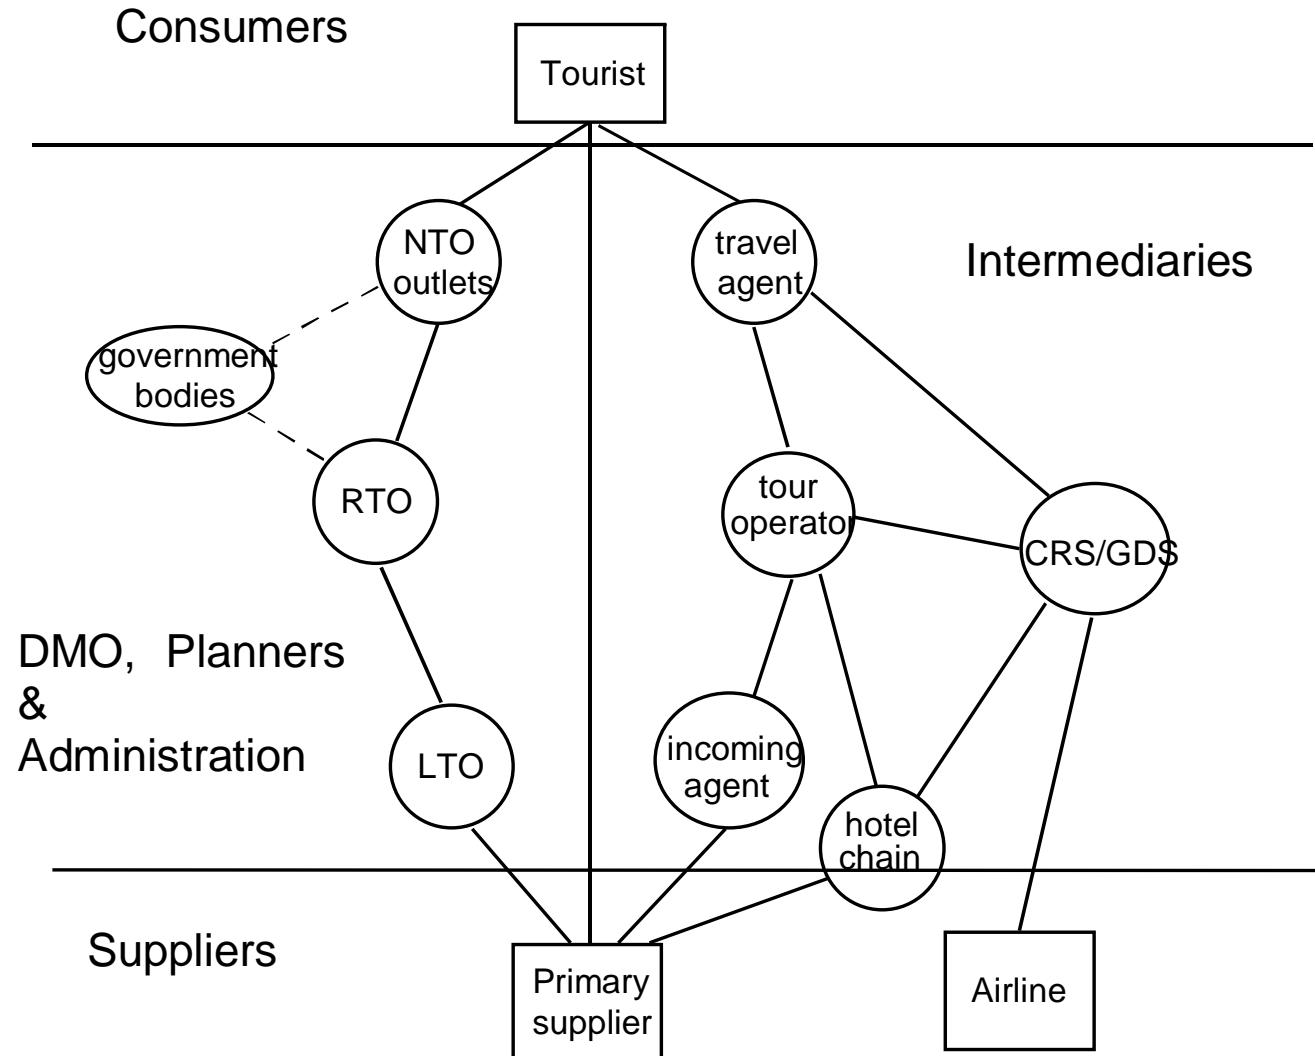 Consumers
Tourist
NTO
outlets
travel
agent
Intermediaries
government
bodies
RTO
tour
operator
CRS/GDS
DMO, Planners
&
Administration
LTO
incoming
agent
hotel
chain
Suppliers
Primary
supplier
Airline